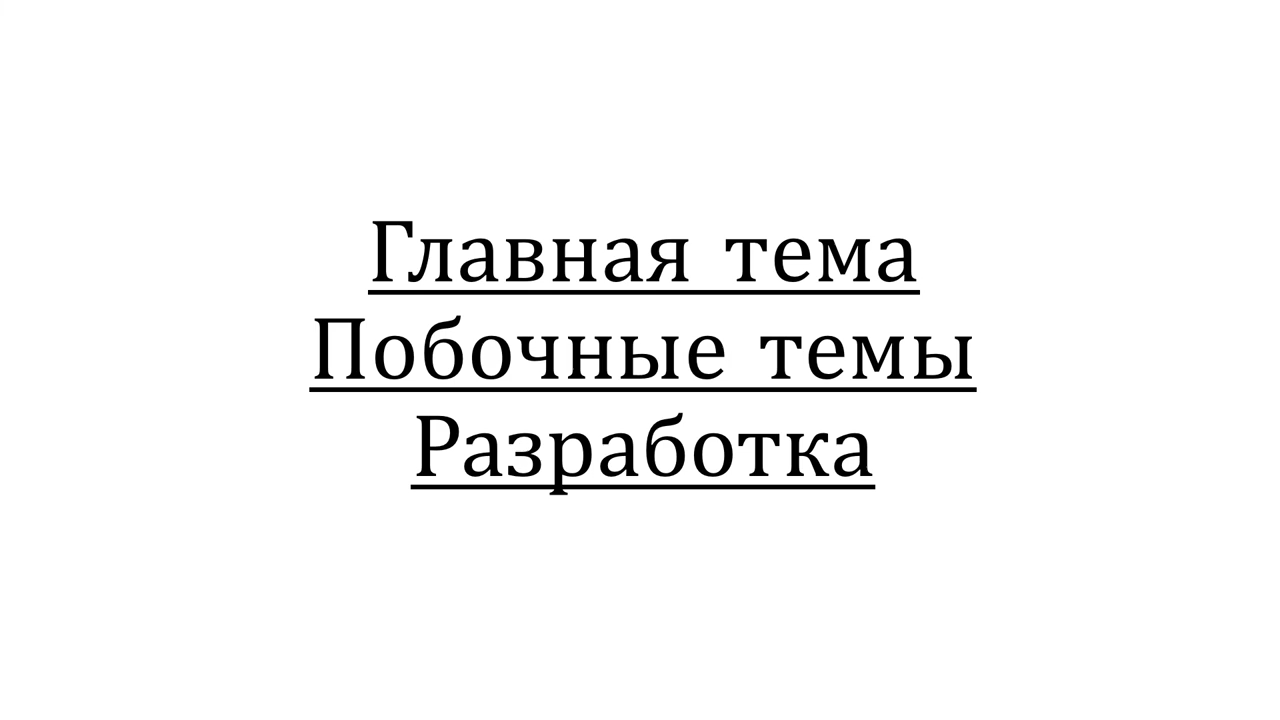 Главная тема
Побочные темы
Разработка